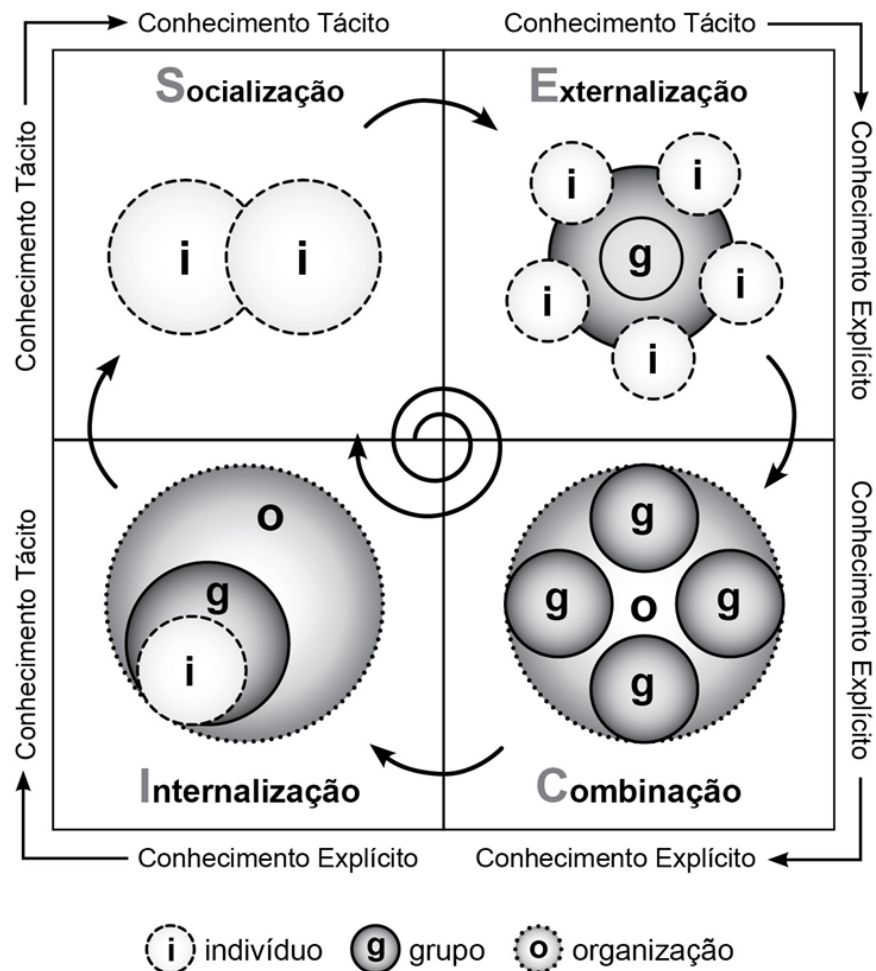 Conhecimento Tácito
Conhecimento Tácito
Conhecimento Tácito
Socialização
i
i
Externalização
i
i
g
i
i
i
Conhecimento Explícito
Conhecimento Tácito
o
g
i
Internalização
g
g
o
g
g
Combinação
Conhecimento Explícito
Conhecimento Explícito
Conhecimento Explícito
i indivíduo g grupo o organização